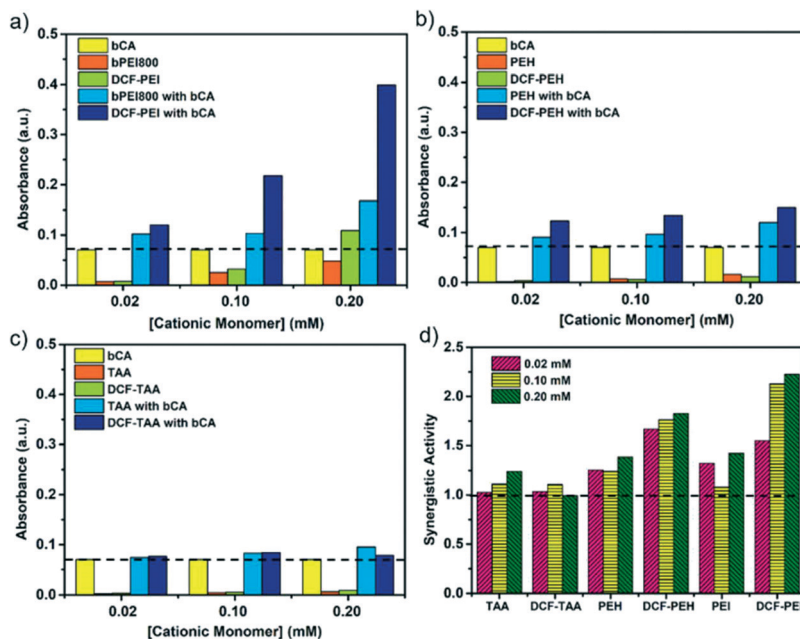 a)
0.5
0.4
0.3
0.2
0.1
0.0
Absorbance (a.u.)
bCA
bPEI800
DCF-PEI
bPEI800 with bCA
DCF-PEI with bCA
0.02
0.10
0.20
[Cationic Monomer] (mM)
b)
0.5
0.4
0.3
0.2
0.1
0.0
Absorbance (a.u.)
bCA
PEH
DCF-PEH
PEH with bCA
DCF-PEH with bCA
0.02
0.10
0.20
[Cationic Monomer] (mM)
c)
0.5
0.4
0.3
0.2
0.1
0.0
Absorbance (a.u.)
bCA
TAA
DCF-TAA
TAA with bCA
DCF-TAA with bCA
0.02
0.10
0.20
[Cationic Monomer] (mM)
d)
2.5
2.0
1.5
1.0
0.5
0.0
Synergistic Activity
0.02 mM
0.10 mM
0.20 mM
TAA
DCF-TAA
PEH
DCF-PEH
PEI
DCF-PEI